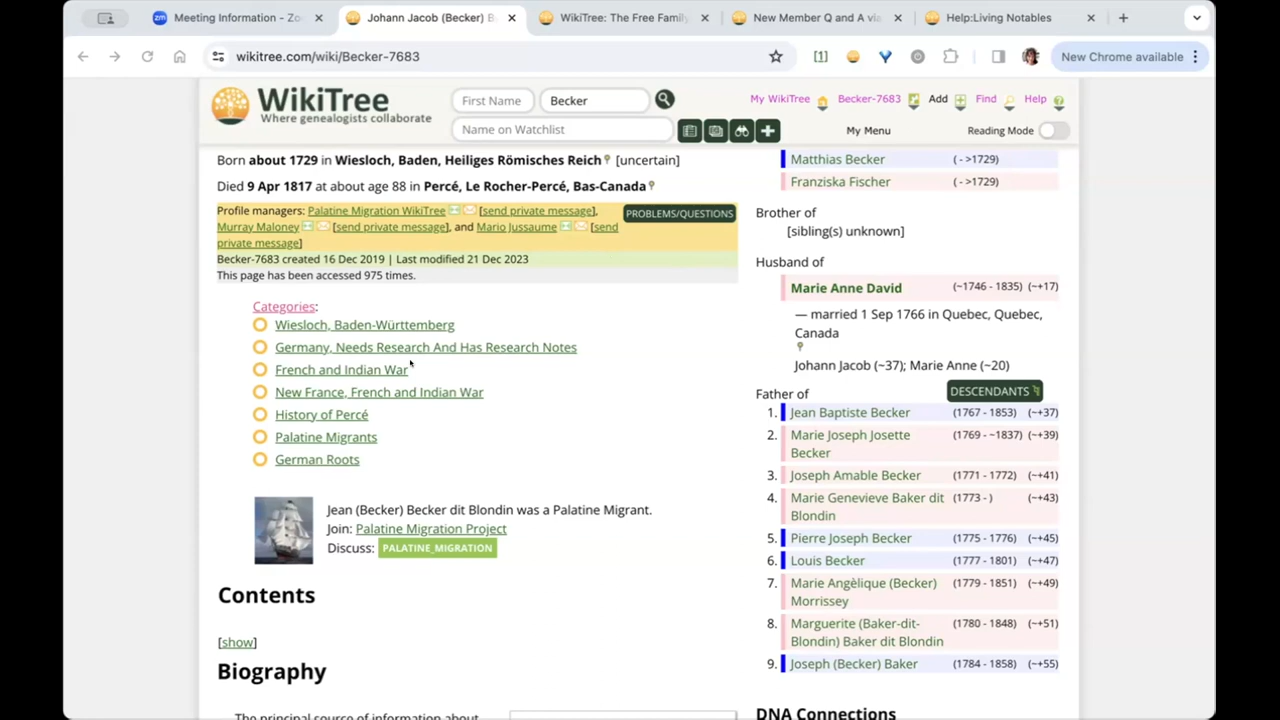 Meeting Information - Zo
Johann Jacob (Becker) B
WikiTree: The Free Famil
New Member Q and A via
Help:Living Notables
wikitree.com/wiki/Becker-7683
[1]
New Chrome available
WikiTree
Where genealogists collaborate
First Name
Becker
Name on Watchlist
My WikiTree
Becker-7683
Add
Find
Help
My Menu
Reading Mode
Born about 1729 in Wiesloch, Baden, Heiliges Römisches Reich [uncertain]
Died 9 Apr 1817 at about age 88 in Percé, Le Rocher-Percé, Bas-Canada
Profile managers: Palatine Migration WikiTree [send private message],
Murray Maloney [send private message], and Mario Jussaume [send
private message]
PROBLEMS/QUESTIONS
Becker-7683 created 16 Dec 2019 | Last modified 21 Dec 2023
This page has been accessed 975 times.
Categories:
Wiesloch, Baden-Württemberg
Germany, Needs Research And Has Research Notes
French and Indian War
New France, French and Indian War
History of Percé
Palatine Migrants
German Roots
Jean (Becker) Becker dit Blondin was a Palatine Migrant.
Join: Palatine Migration Project
Discuss: PALATINE_MIGRATION
Contents
[show]
Biography
The principal source of information about
Matthias Becker ( - >1729)
Franziska Fischer ( - >1729)
Brother of
[sibling(s) unknown]
Husband of
Marie Anne David (~1746 - 1835) (~+17)
— married 1 Sep 1766 in Quebec, Quebec,
Canada
Johann Jacob (~37); Marie Anne (~20)
DESCENDANTS
Father of
1. Jean Baptiste Becker (1767 - 1853) (~+37)
2. Marie Joseph Josette (1769 - ~1837) (~+39)
Becker
3. Joseph Amable Becker (1771 - 1772) (~+41)
4. Marie Genevieve Baker dit (1773 - ) (~+43)
Blondin
5. Pierre Joseph Becker (1775 - 1776) (~+45)
6. Louis Becker (1777 - 1801) (~+47)
7. Marie Angèlique (Becker) (1779 - 1851) (~+49)
Morrissey
8. Marguerite (Baker-dit- (1780 - 1848) (~+51)
Blondin) Baker dit Blondin
9. Joseph (Becker) Baker (1784 - 1858) (~+55)
DNA Connections